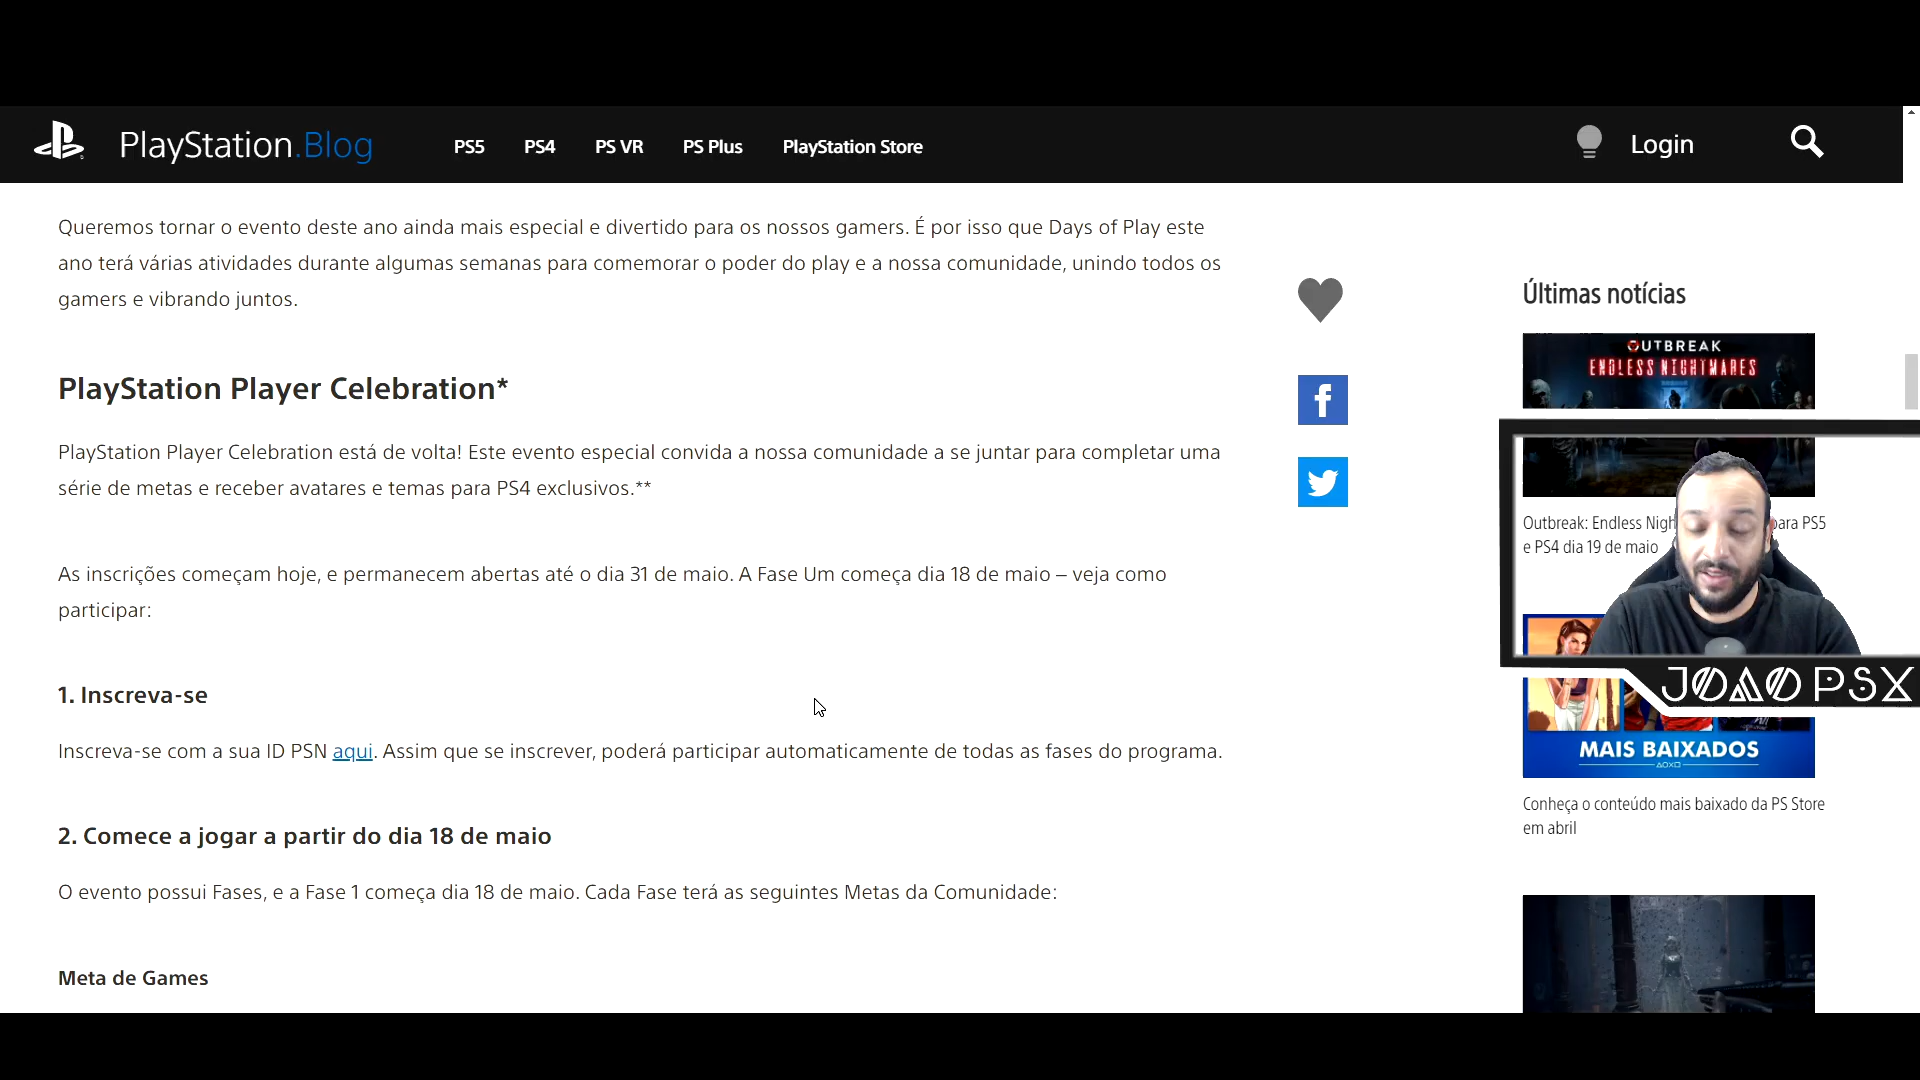 PlayStation.Blog
PS5
PS4
PS VR
PS Plus
PlayStation Store
Login
Queremos tornar o evento deste ano ainda mais especial e divertido para os nossos gamers. É por isso que Days of Play este
ano terá várias atividades durante algumas semanas para comemorar o poder do play e a nossa comunidade, unindo todos os
gamers e vibrando juntos.
PlayStation Player Celebration*
PlayStation Player Celebration está de volta! Este evento especial convida a nossa comunidade a se juntar para completar uma
série de metas e receber avatares e temas para PS4 exclusivos.**
As inscrições começam hoje, e permanecem abertas até o dia 31 de maio. A Fase Um começa dia 18 de maio – veja como
participar:
1. Inscreva-se
Inscreva-se com a sua ID PSN aqui. Assim que se inscrever, poderá participar automaticamente de todas as fases do programa.
2. Comece a jogar a partir do dia 18 de maio
O evento possui Fases, e a Fase 1 começa dia 18 de maio. Cada Fase terá as seguintes Metas da Comunidade:
Meta de Games
Últimas notícias
OUTBREAK
ENDLESS NIGHTMARES
Outbreak: Endless para PS5
e PS4 dia 19 de maio
JOAO PSX
MAIS BAIXADOS
Conheça o conteúdo mais baixado da PS Store
em abril